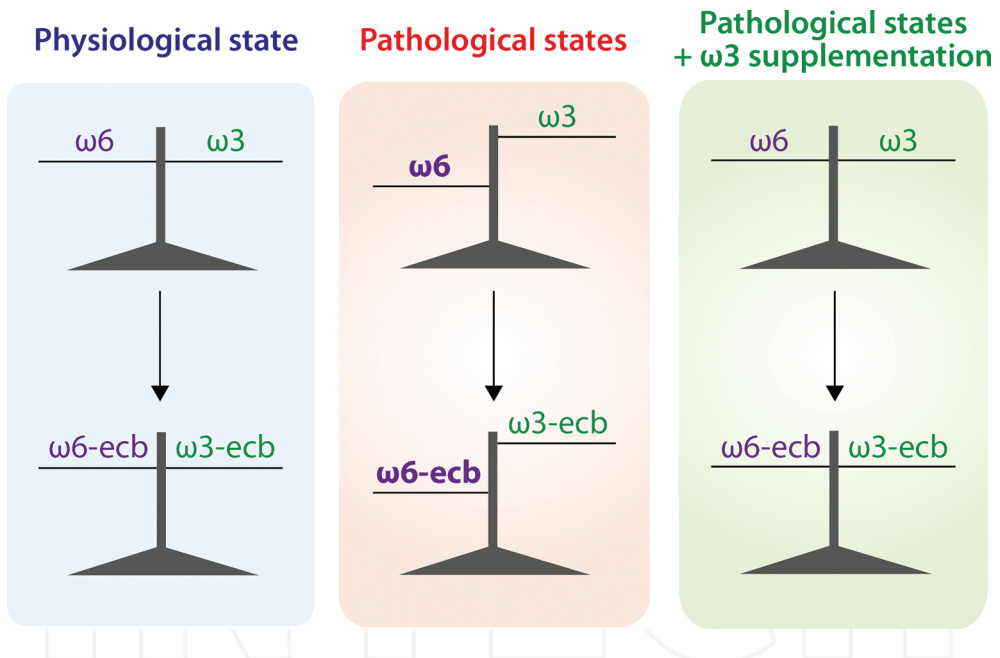 Physiological state
Pathological states
Pathological states
+ ω3 supplementation
ω6 ω3
ω6-ecb ω3-ecb
ω3
ω6
ω3-ecb
ω6-ecb
ω6 ω3
ω6-ecb ω3-ecb